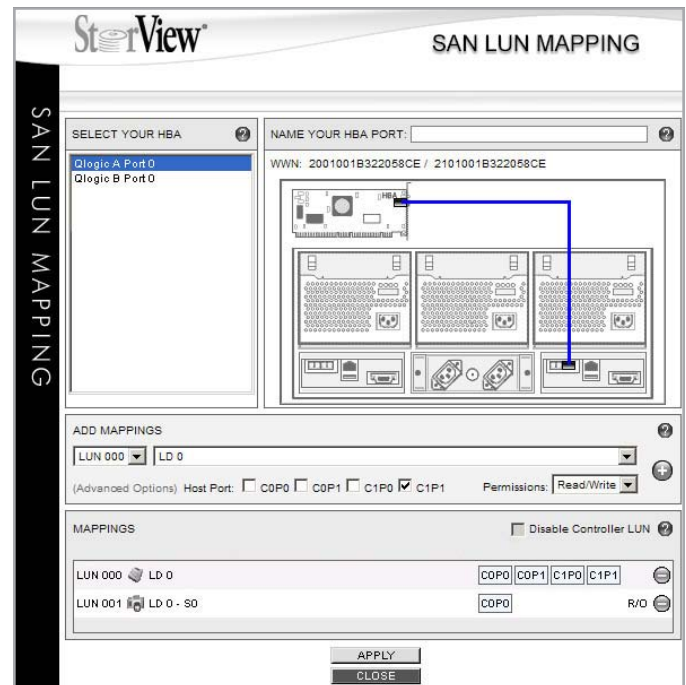 StorView
SAN LUN MAPPING
SAN LUN MAPPING
SELECT YOUR HBA ?
Qlogic A Port 0
Qlogic B Port 0
NAME YOUR HBA PORT: ?
WWN: 2001001B322058CE / 2101001B322058CE
HBA
ADD MAPPINGS ?
LUN 000 LD 0
(Advanced Options) Host Port: C0P0 C0P1 C1P0 C1P1 Permissions: Read/Write
MAPPINGS Disable Controller LUN ?
LUN 000 LD 0 C0P0 C0P1 C1P0 C1P1
LUN 001 LD 0 - S0 C0P0 R/O
APPLY
CLOSE